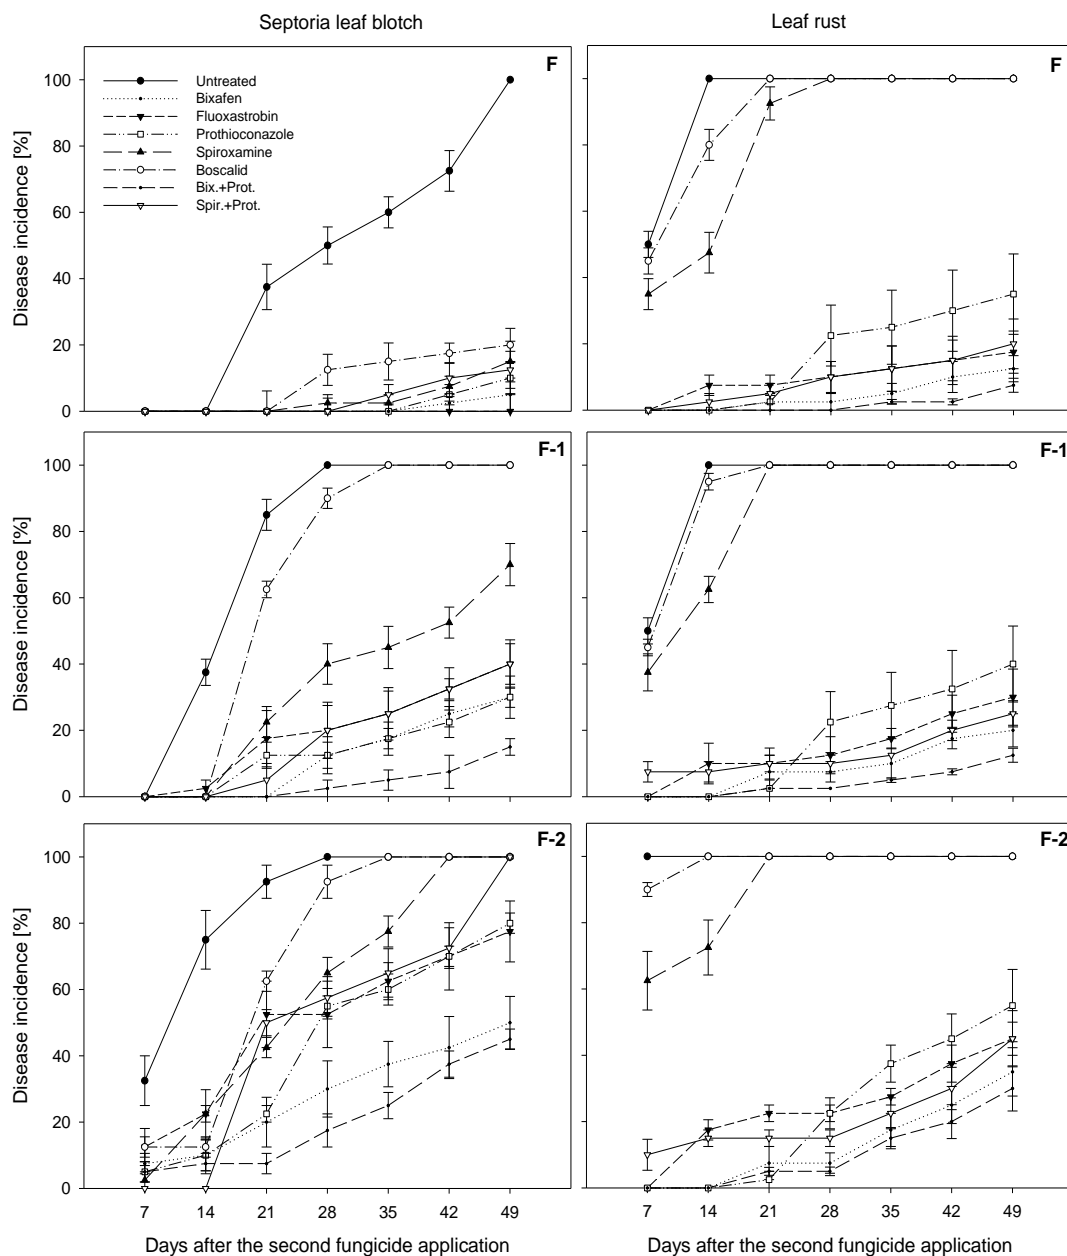 Septoria leaf blotch
Leaf rust
F
F
Disease incidence [%]
100
80
60
40
20
0
Untreated
Bixafen
Fluoxastrobin
Prothioconazole
Spiroxamine
Boscalid
Bix.+Prot.
Spir.+Prot.
F-1
F-1
Disease incidence [%]
100
80
60
40
20
0
F-2
F-2
Disease incidence [%]
100
80
60
40
20
0
7 14 21 28 35 42 49
7 14 21 28 35 42 49
Days after the second fungicide application
Days after the second fungicide application